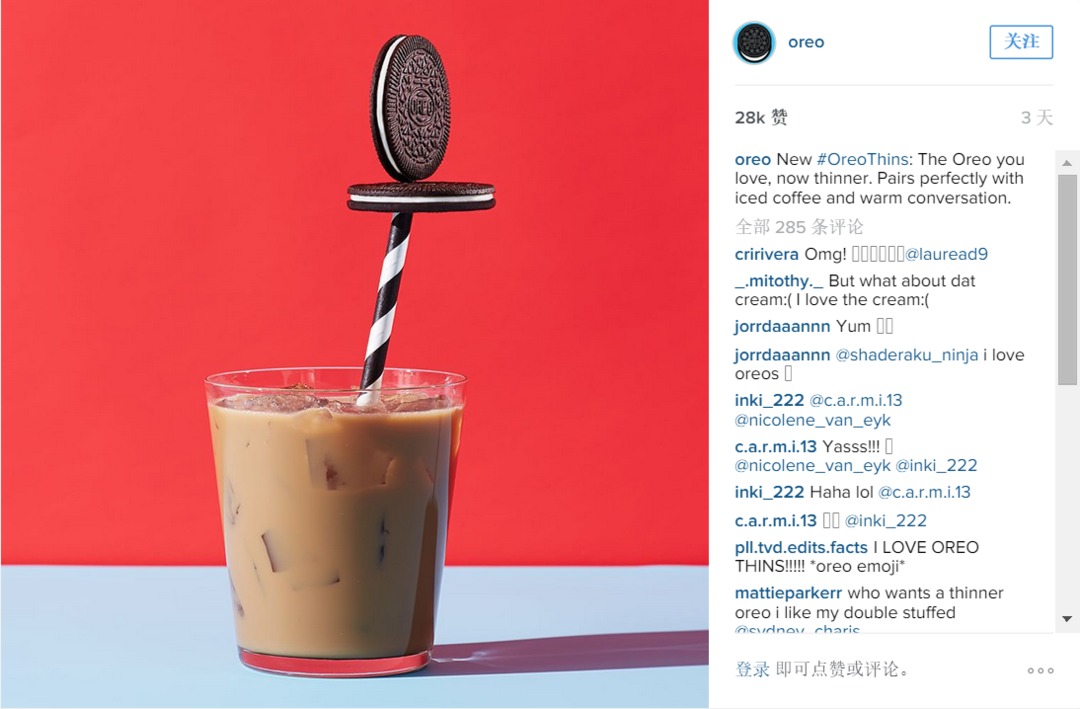 OREO
oreo
关注
28k 赞
3 天
oreo New #OreoThins: The Oreo you
love, now thinner. Pairs perfectly with
iced coffee and warm conversation.
全部 285 条评论
cririvera Omg! @lauread9
_.mitothy._ But what about dat
cream:( I love the cream:(
jorrdaaannn Yum
jorrdaaannn @shaderaku_ninja i love
oreos
inki_222 @c.a.r.m.i.13
@nicolene_van_eyk
c.a.r.m.i.13 Yasss!!!
@nicolene_van_eyk @inki_222
inki_222 Haha lol @c.a.r.m.i.13
c.a.r.m.i.13 @inki_222
pll.tvd.edits.facts I LOVE OREO
THINS!!!!! *oreo emoji*
mattieparkerr who wants a thinner
oreo i like my double stuffed
@sydney_charis
登录 即可点赞或评论。